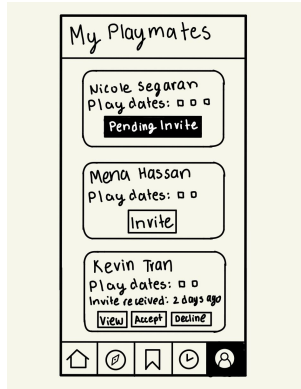 My Playmates
Nicole Segaran
Play dates:
Pending Invite
Mena Hassan
Play dates:
Invite
Kevin Tran
Play dates:
Invite received: 2 days ago
View Accept Decline